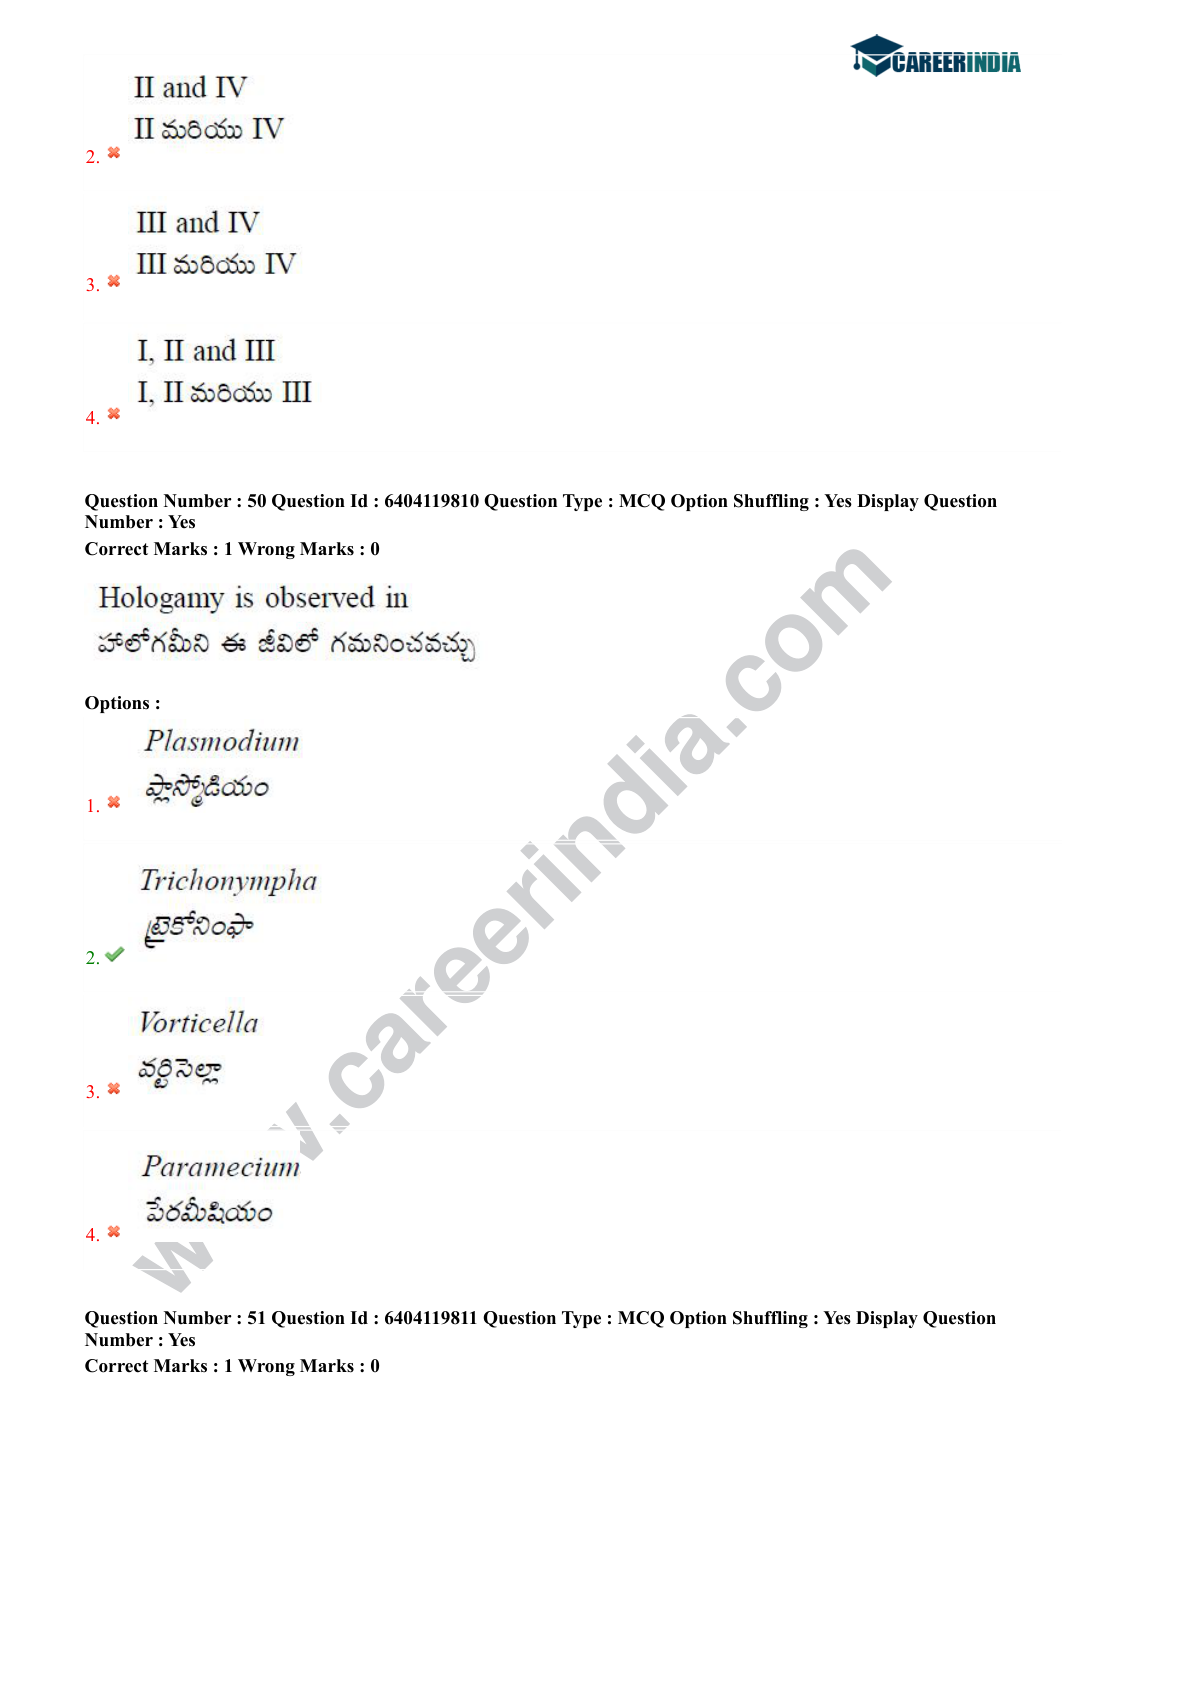 CAREERINDIA
II and IV
II మరియు IV
2.
III and IV
III మరియు IV
3.
I, II and III
I, II మరియు III
4.
Question Number : 50 Question Id : 6404119810 Question Type : MCQ Option Shuffling : Yes Display Question
Number : Yes
Correct Marks : 1 Wrong Marks : 0
Hologamy is observed in
హాలోగమీని ఈ జీవిలో గమనించవచ్చు
Options :
Plasmodium
ప్లాస్మోడియం
1.
Trichonympha
ట్రైకోనింఫా
2.
Vorticella
వర్టిసెల్లా
3.
Paramecium
పేరమీషియం
4.
www.careerindia.com
Question Number : 51 Question Id : 6404119811 Question Type : MCQ Option Shuffling : Yes Display Question
Number : Yes
Correct Marks : 1 Wrong Marks : 0